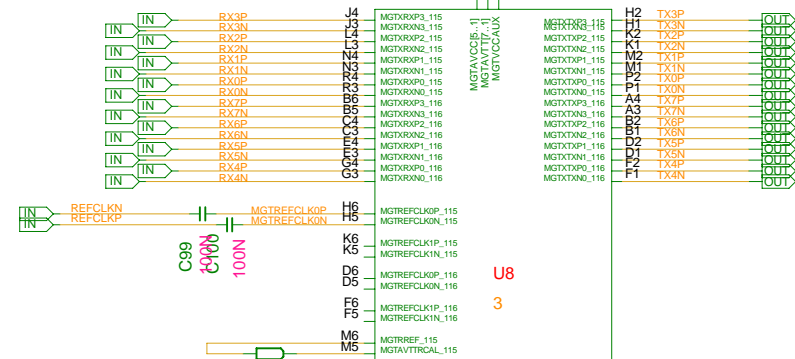 MGTAVCC[5..1]
MGTAVTT[7..1]
MGTVCCAUX
IN RX3P J4 MGTRXRXP3_115 MGTXTXP3_115 H2 TX3P OUT
IN RX3N J3 MGTXRXN3_115 MGTXTXN3_115 H1 TX3N OUT
IN RX2P L4 MGTXRXP2_115 MGTXTXP2_115 K2 TX2P OUT
IN RX2N L3 MGTXRXN2_115 MGTXTXN2_115 K1 TX2N OUT
IN RX1P N4 MGTXRXP1_115 MGTXTXP1_115 M2 TX1P OUT
IN RX1N N3 MGTXRXN1_115 MGTXTXN1_115 M1 TX1N OUT
IN RX0P R4 MGTXRXP0_115 MGTXTXP0_115 P2 TX0P OUT
IN RX0N R3 MGTXRXN0_115 MGTXTXN0_115 P1 TX0N OUT
IN RX7P B6 MGTXRXP3_116 MGTXTXP3_116 A4 TX7P OUT
IN RX7N B5 MGTXRXN3_116 MGTXTXN3_116 A3 TX7N OUT
IN RX6P C4 MGTXRXP2_116 MGTXTXP2_116 B2 TX6P OUT
IN RX6N C3 MGTXRXN2_116 MGTXTXN2_116 B1 TX6N OUT
IN RX5P E4 MGTXRXP1_116 MGTXTXP1_116 D2 TX5P OUT
IN RX5N E3 MGTXRXN1_116 MGTXTXN1_116 D1 TX5N OUT
IN RX4P G4 MGTXRXP0_116 MGTXTXP0_116 F2 TX4P OUT
IN RX4N G3 MGTXRXN0_116 MGTXTXN0_116 F1 TX4N OUT
IN REFCLKN MGTREFCLK0P H6 MGTREFCLK0P_115
IN REFCLKP MGTREFCLK0N H5 MGTREFCLK0N_115
C99
100N
C100
100N
K6 MGTREFCLK1P_115
K5 MGTREFCLK1N_115
D6 MGTREFCLK0P_116
D5 MGTREFCLK0N_116
U8
3
F6 MGTREFCLK1P_116
F5 MGTREFCLK1N_116
M6 MGTRREF_115
M5 MGTAVTTRCAL_115